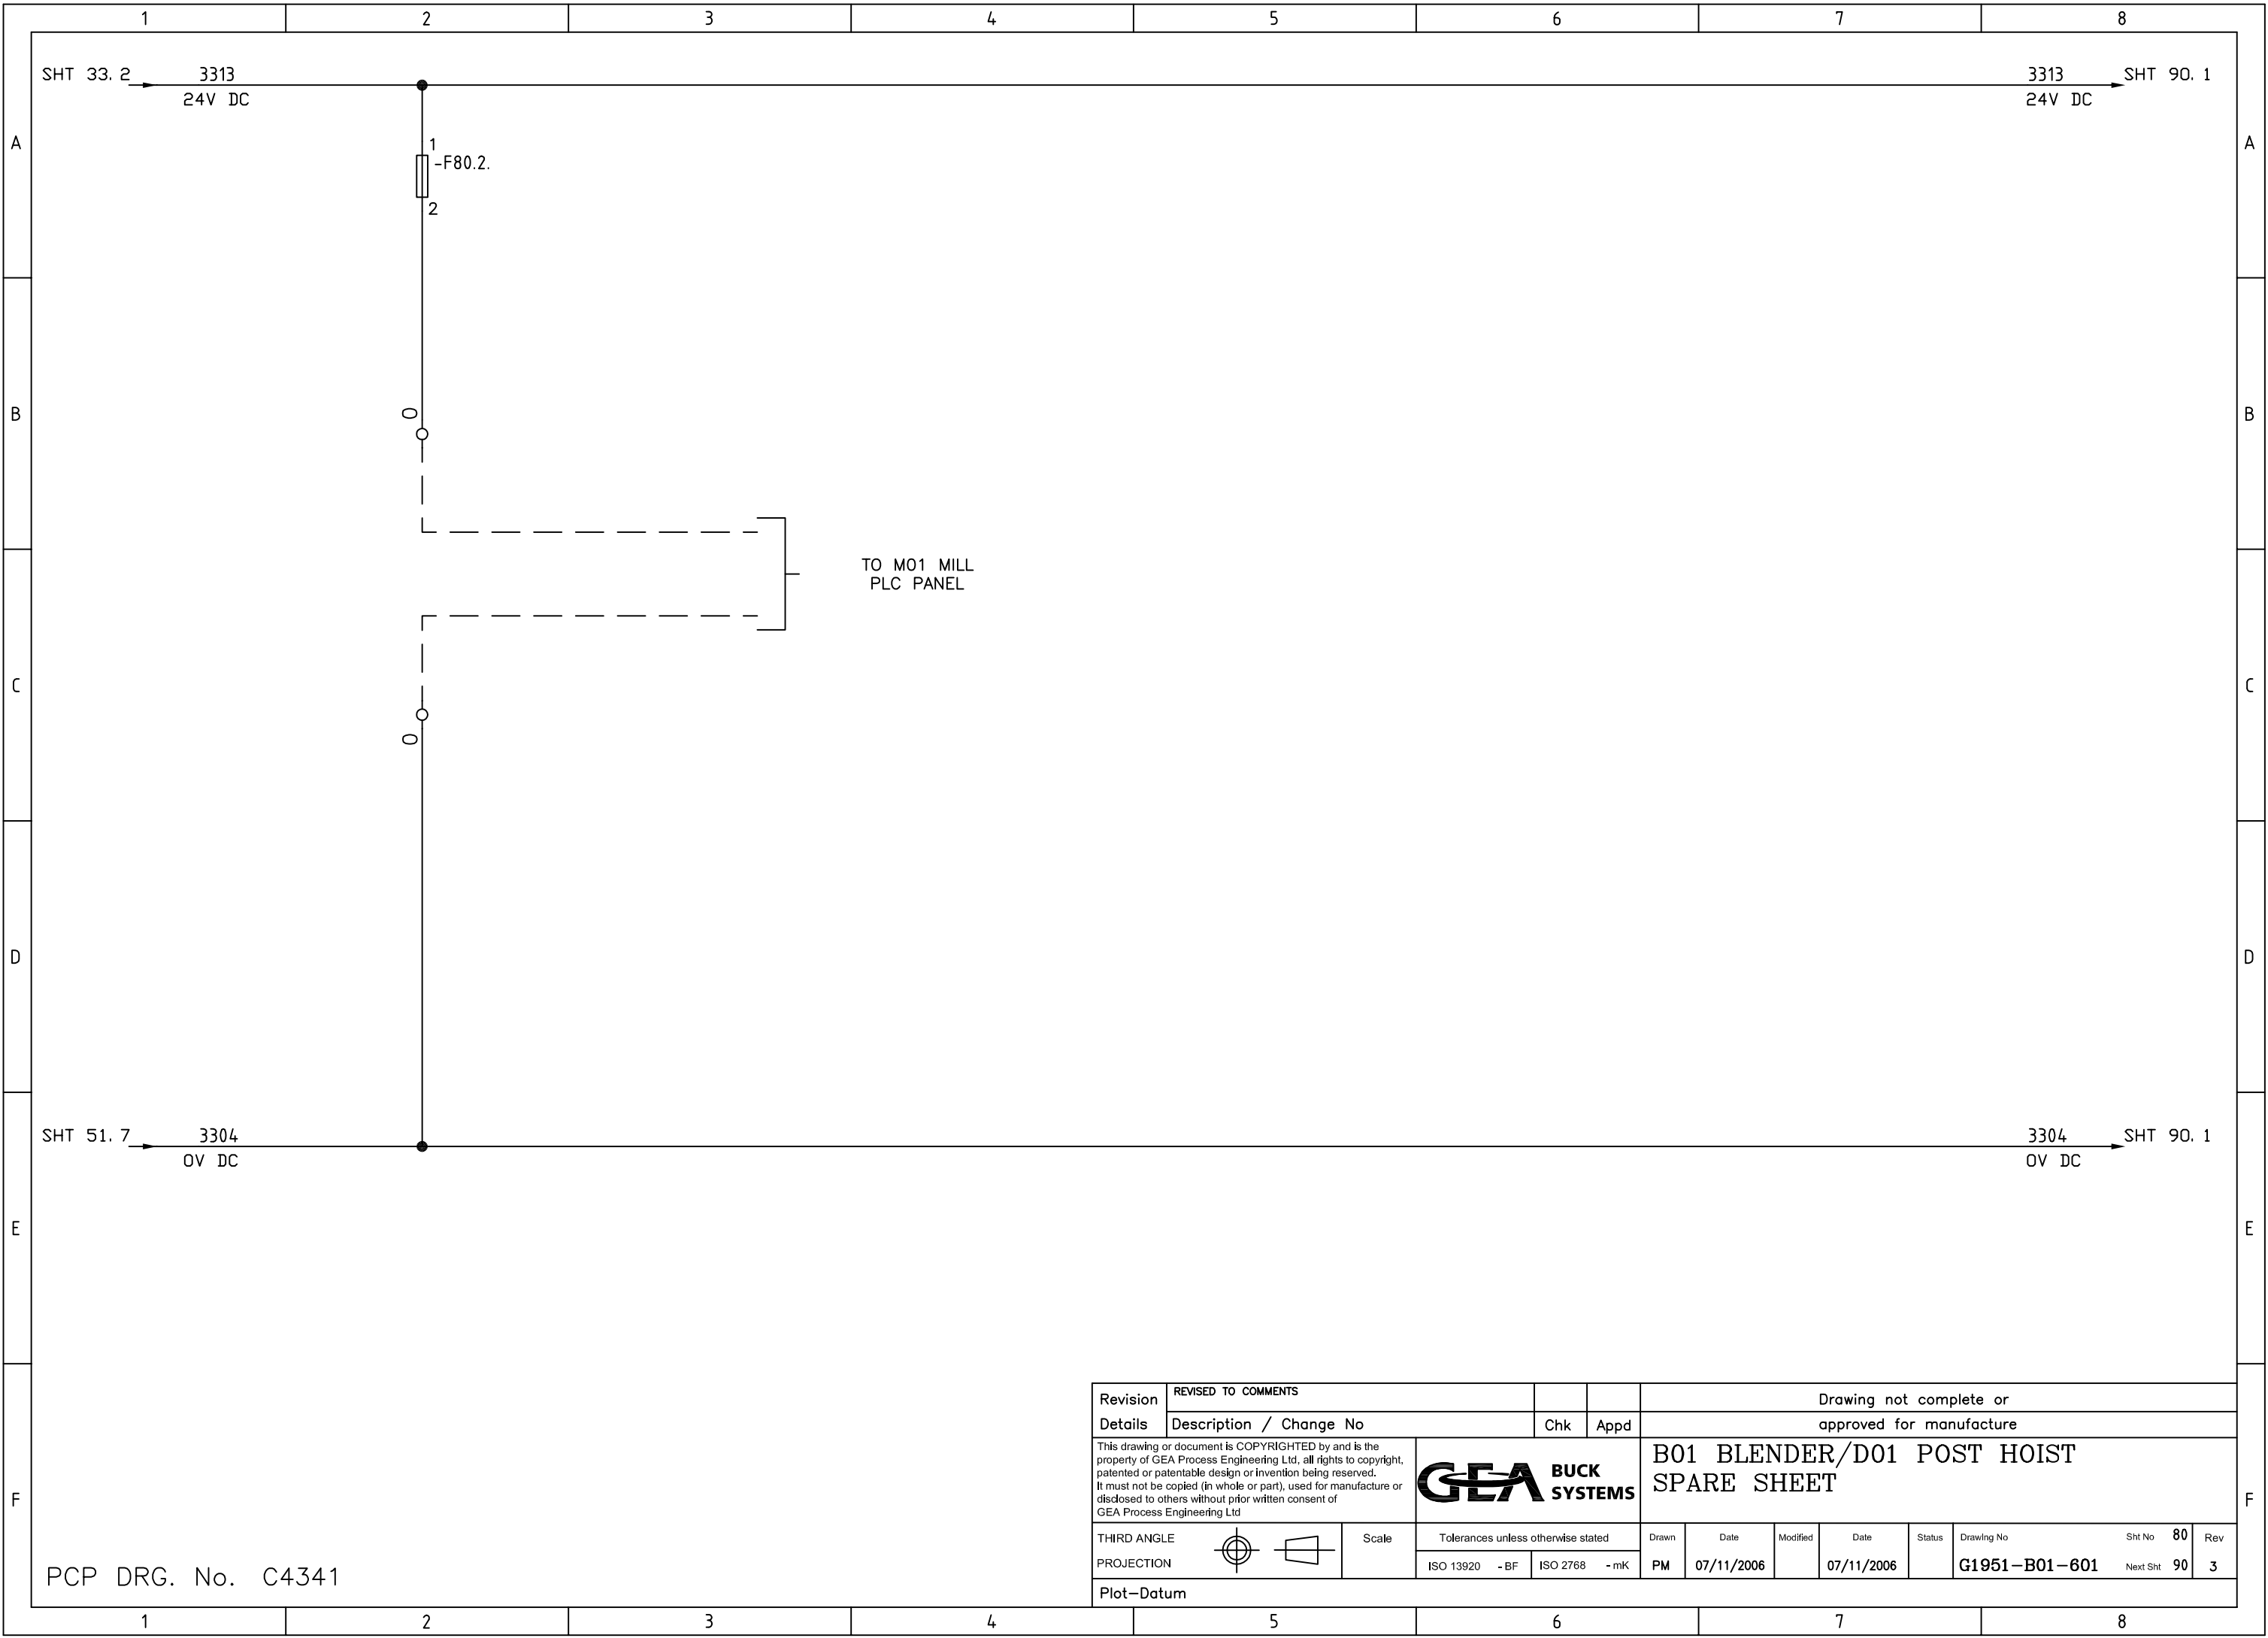 1 2 3 4 5 6 7 8
SHT 33. 2 3313 3313 SHT 90. 1
24V DC 24V DC
A A
1
-F80.2.
2
B 0 B
TO M01 MILL
PLC PANEL
C C
0
D D
SHT 51. 7 3304 3304 SHT 90. 1
0V DC 0V DC
E E
Revision REVISED TO COMMENTS Drawing not complete or
Details Description / Change No Chk Appd approved for manufacture
This drawing or document is COPYRIGHTED by and is the
property of GEA Process Engineering Ltd, all rights to copyright,
patented or patentable design or invention being reserved.
It must not be copied (in whole or part), used for manufacture or
disclosed to others without prior written consent of
GEA Process Engineering Ltd
GEA BUCK
SYSTEMS
B01 BLENDER/D01 POST HOIST
SPARE SHEET
F F
THIRD ANGLE
PROJECTION
Scale
Tolerances unless otherwise stated
ISO 13920 -BF ISO 2768 -mK
Drawn Date Modified Date Status Drawing No Sht No 80 Rev
PM 07/11/2006 07/11/2006 G1951-B01-601 Next Sht 90 3
Plot-Datum
PCP DRG. No. C4341
1 2 3 4 5 6 7 8